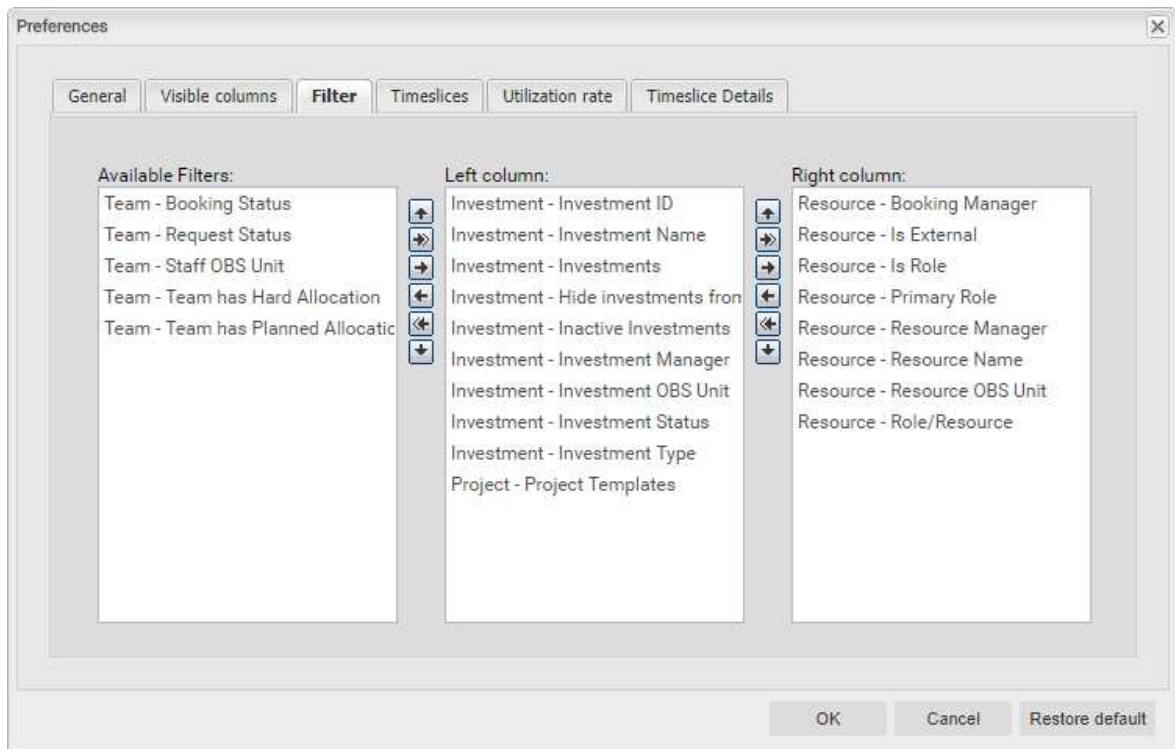 Preferences
General Visible columns Filter Timeslices Utilization rate Timeslice Details
Available Filters:
Team - Booking Status
Team - Request Status
Team - Staff OBS Unit
Team - Team has Hard Allocation
Team - Team has Planned Allocatic
Left column:
Investment - Investment ID
Investment - Investment Name
Investment - Investments
Investment - Hide investments fron
Investment - Inactive Investments
Investment - Investment Manager
Investment - Investment OBS Unit
Investment - Investment Status
Investment - Investment Type
Project - Project Templates
Right column:
Resource - Booking Manager
Resource - Is External
Resource - Is Role
Resource - Primary Role
Resource - Resource Manager
Resource - Resource Name
Resource - Resource OBS Unit
Resource - Role/Resource
OK Cancel Restore default